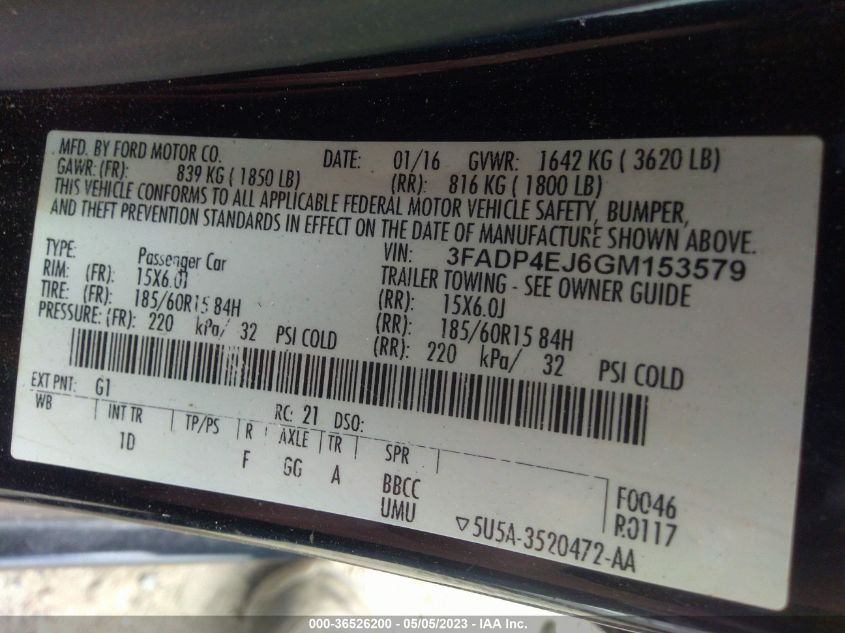 MFD. BY FORD MOTOR CO.
DATE: 01/16 GVWR: 1642 KG ( 3620 LB)
GAWR: (FR): 839 KG ( 1850 LB) (RR): 816 KG ( 1800 LB)
THIS VEHICLE CONFORMS TO ALL APPLICABLE FEDERAL MOTOR VEHICLE SAFETY, BUMPER,
AND THEFT PREVENTION STANDARDS IN EFFECT ON THE DATE OF MANUFACTURE SHOWN ABOVE.
VIN: 3FADP4EJ6GM153579
TYPE: Passenger Car TRAILER TOWING - SEE OWNER GUIDE
RIM: (FR): 15X6.0J (RR): 15X6.0J
TIRE: (FR): 185/60R15 84H (RR): 185/60R15 84H
PRESSURE: (FR): 220 kPa/ 32 PSI COLD (RR): 220 kPa/ 32 PSI COLD
EXT PNT: G1 RC: 21 DSO:
WB INT TR TP/PS R AXLE TR SPR
1D F GG A BBCC
UMU
F0046
R0117
▽5U5A-3520472-AA
000-36526200 - 05/05/2023 - IAA Inc.